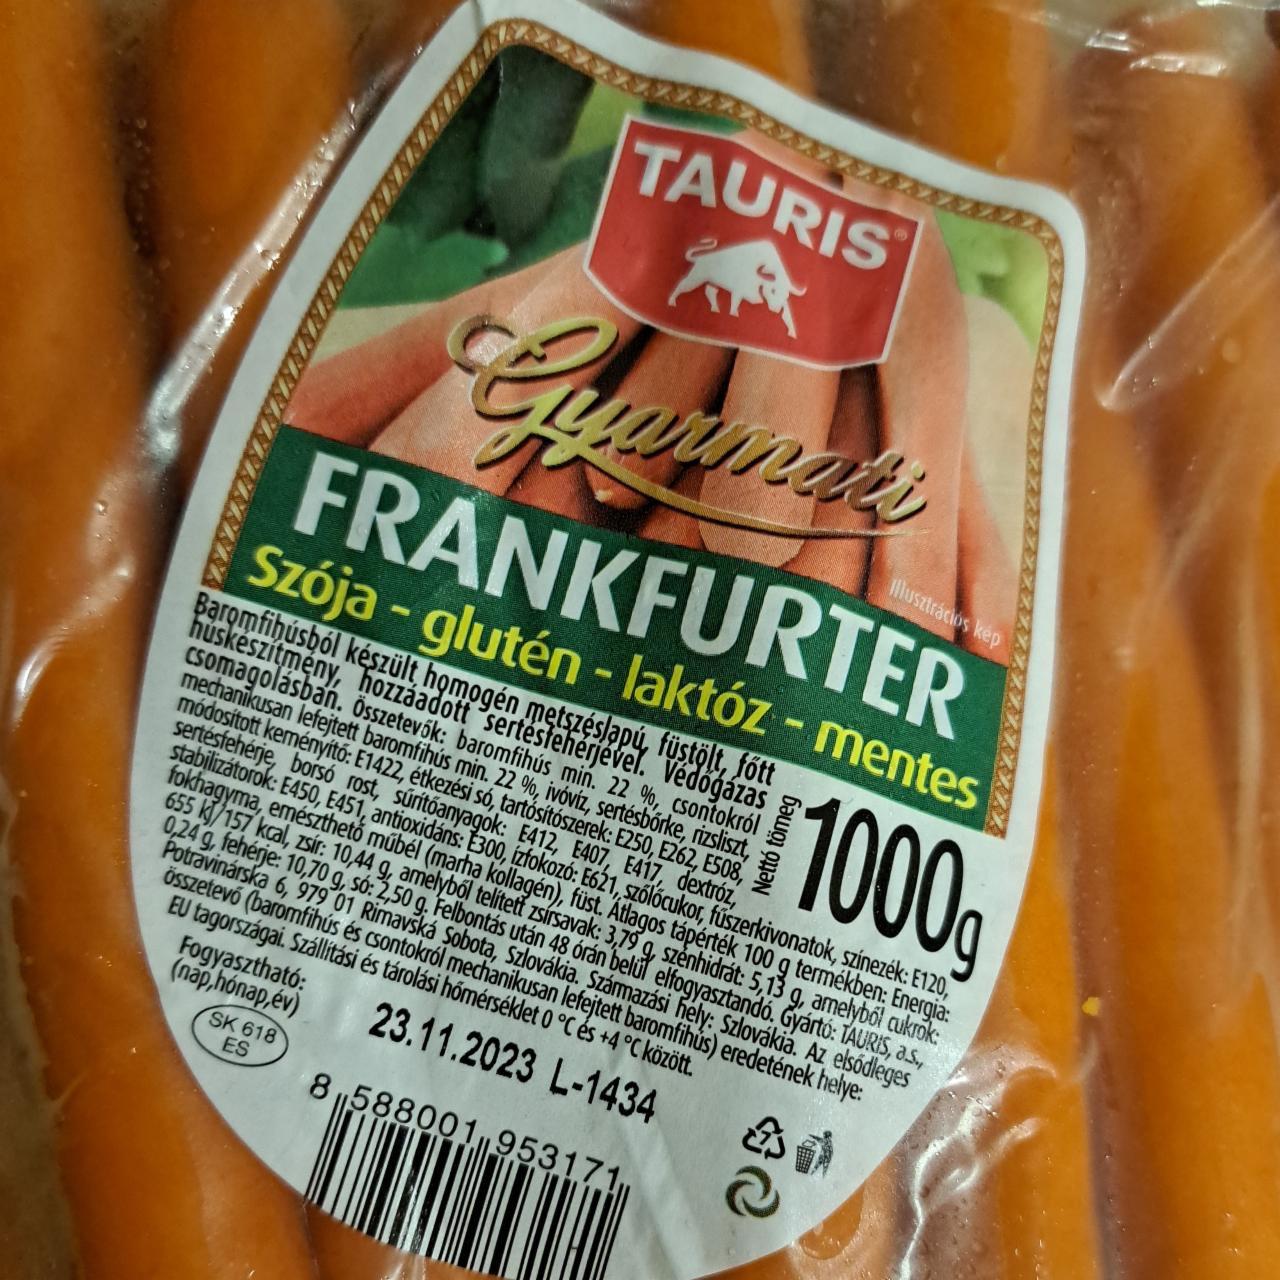 TAURIS®
Gyarmati
FRANKFURTER
Szója - glutén - laktóz - mentes
Illusztrációs kép
Baromfihúsból készült homogén metszéslapú, füstölt, főtt
húskészítmény, hozzáadott sertésfehérjével. Védőgázas
csomagolásban. Összetevők: baromfihús min. 22 %, csontokról
mechanikusan lefejtett baromfihús min. 22 %, ivóvíz, sertésbőrke, rizsliszt,
módosított keményítő: E1422, étkezési só, tartósítószerek: E250, E262, E508,
sertésfehérje, borsó rost, sűrítőanyagok: E412, E407, E417, dextróz,
stabilizátorok: E450, E451, antioxidáns: E300, ízfokozó: E621, szőlőcukor, fűszerkivonatok, színezék: E120,
fokhagyma, emészthető műbél (marha kollagén), füst. Átlagos tápérték 100 g termékben: Energia:
655 kJ/157 kcal, zsír: 10,44 g, amelyből telített zsírsavak: 3,79 g, szénhidrát: 5,13 g, amelyből cukrok:
0,24 g, fehérje: 10,70 g, só: 2,50 g. Felbontás után 48 órán belül elfogyasztandó. Gyártó: TAURIS, a.s.,
Potravinárska 6, 979 01 Rimavská Sobota, Szlovákia. Származási hely: Szlovákia. Az elsődleges
összetevő (baromfihús és csontokról mechanikusan lefejtett baromfihús) eredetének helye:
EU tagországai. Szállítási és tárolási hőmérséklet 0 °C és +4 °C között.
Nettó tömeg
1000g
Fogyasztható:
(nap,hónap,év)
23.11.2023 L-1434
SK 618
ES
8 588001 953171
7